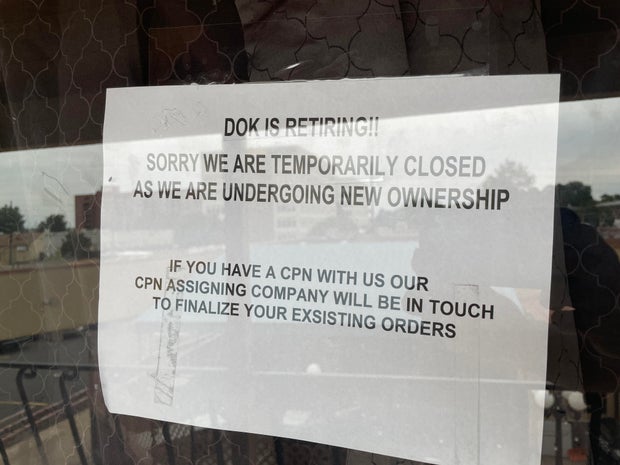 DOK IS RETIRING!!
SORRY WE ARE TEMPORARILY CLOSED
AS WE ARE UNDERGOING NEW OWNERSHIP
IF YOU HAVE A CPN WITH US OUR
CPN ASSIGNING COMPANY WILL BE IN TOUCH
TO FINALIZE YOUR EXSISTING ORDERS